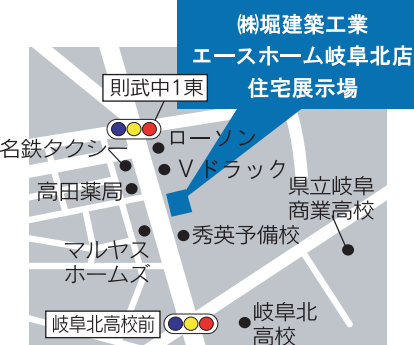 ㈱堀建築工業
エースホーム岐阜北店
住宅展示場
則武中1東
ローソン
名鉄タクシー
Vドラック
高田薬局
県立岐阜
商業高校
秀英予備校
マルヤス
ホームズ
岐阜北高校前
岐阜北
高校